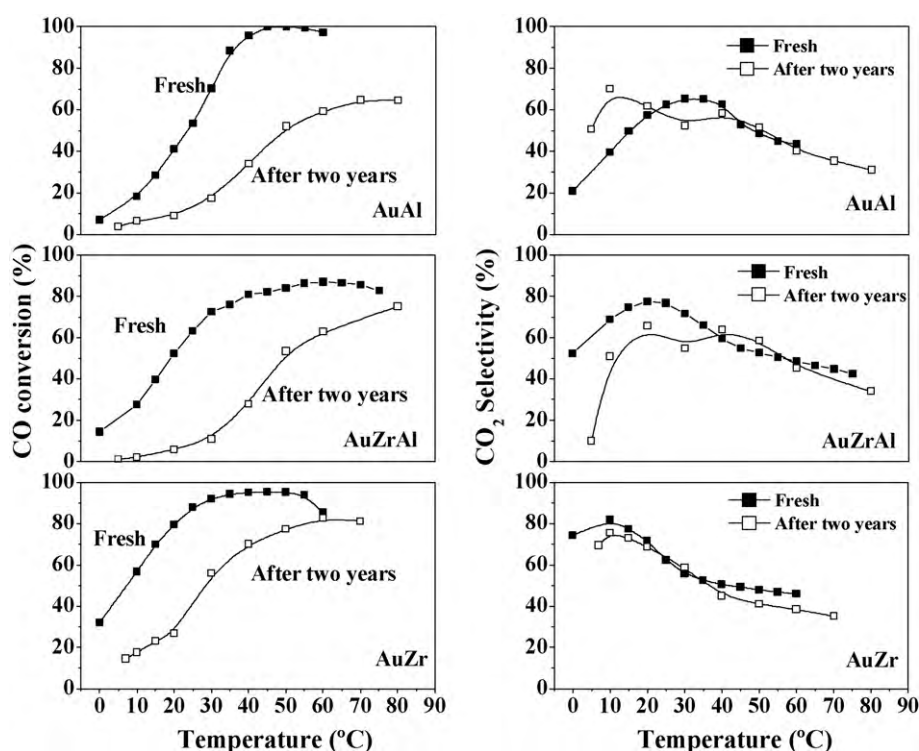 100
80
60
40
20
0
Fresh
After two years
AuAl
100
80
60
40
20
0
Fresh
After two years
AuAl
80
60
40
20
0
Fresh
After two years
AuZrAl
100
80
60
40
20
0
Fresh
After two years
AuZrAl
100
80
60
40
20
0
Fresh
After two years
AuZr
100
80
60
40
20
0
Fresh
After two years
AuZr
CO conversion (%)
CO₂ Selectivity (%)
0 10 20 30 40 50 60 70 80 90
0 10 20 30 40 50 60 70 80 90
Temperature (ºC)
Temperature (ºC)